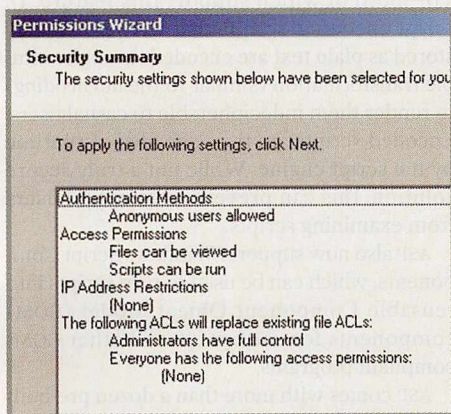 Permissions Wizard
Security Summary
The security settings shown below have been selected for you
To apply the following settings, click Next.
Authentication Methods
Anonymous users allowed
Access Permissions
Files can be viewed
Scripts can be run
IP Address Restrictions
(None)
The following ACLs will replace existing file ACLs:
Administrators have full control
Everyone has the following access permissions:
(None)